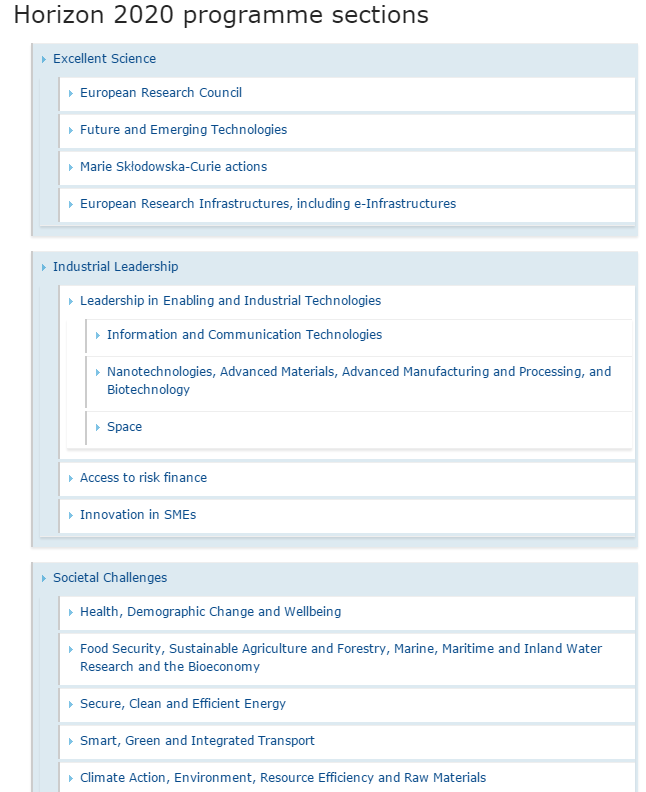 Horizon 2020 programme sections
Excellent Science
European Research Council
Future and Emerging Technologies
Marie Skłodowska-Curie actions
European Research Infrastructures, including e-Infrastructures
Industrial Leadership
Leadership in Enabling and Industrial Technologies
Information and Communication Technologies
Nanotechnologies, Advanced Materials, Advanced Manufacturing and Processing, and
Biotechnology
Space
Access to risk finance
Innovation in SMEs
Societal Challenges
Health, Demographic Change and Wellbeing
Food Security, Sustainable Agriculture and Forestry, Marine, Maritime and Inland Water
Research and the Bioeconomy
Secure, Clean and Efficient Energy
Smart, Green and Integrated Transport
Climate Action, Environment, Resource Efficiency and Raw Materials